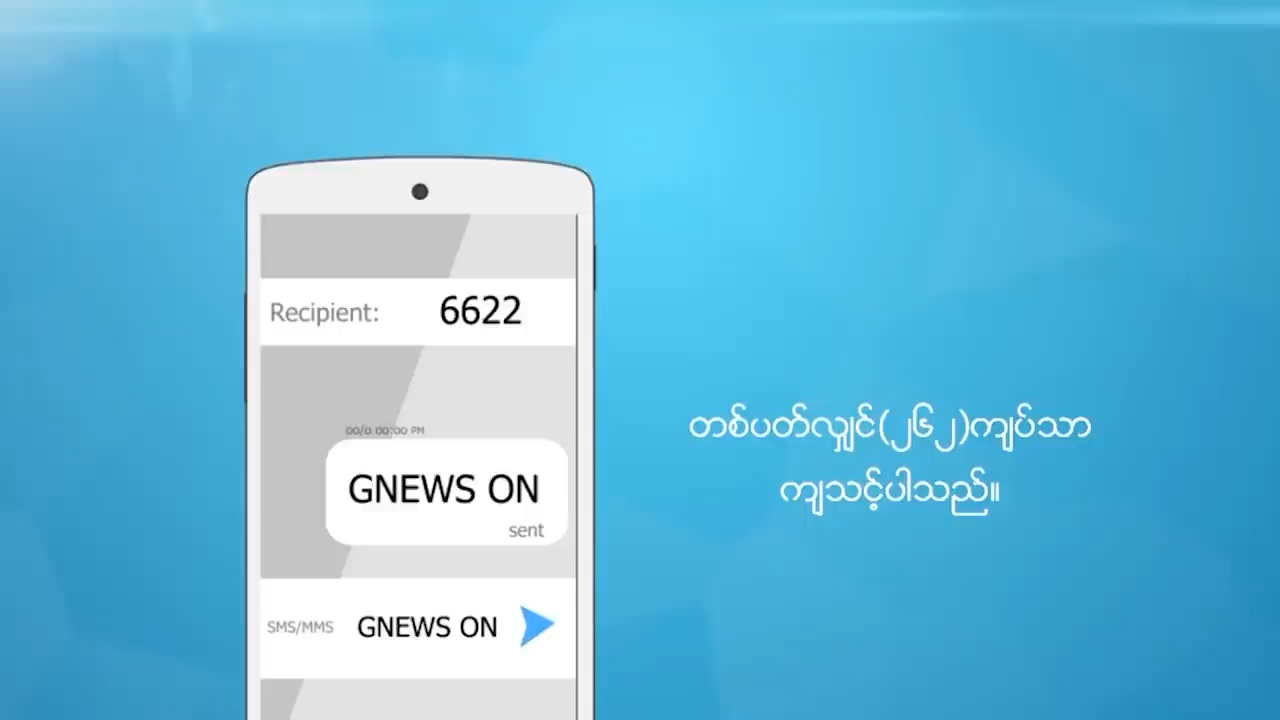 Recipient: 6622
00/0 00:00 PM
GNEWS ON
sent
SMS/MMS GNEWS ON
တစ်ပတ်လျှင်(၂၆၂)ကျပ်သာ
ကျသင့်ပါသည်။